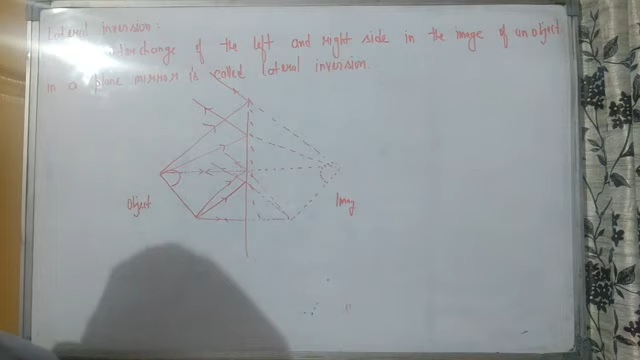 Lateral inversion:
interchange of the left and right side in the image of an object
in a plane mirror is called lateral inversion.
Object
Imag